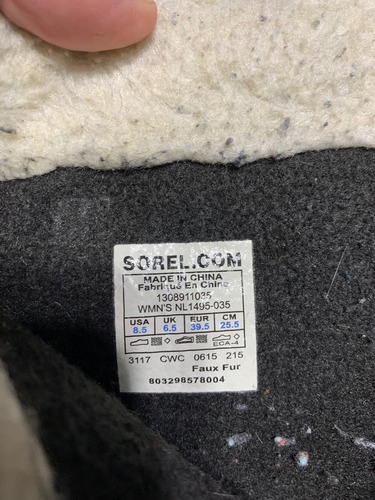 SOREL.COM
MADE IN CHINA
Fabriqué En Chine
1308911035
WMN'S NL1495-035
USA UK EUR CM
8.5 6.5 39.5 25.5
ECA-4
3117 CWC 0615 215
Faux Fur
803298578004